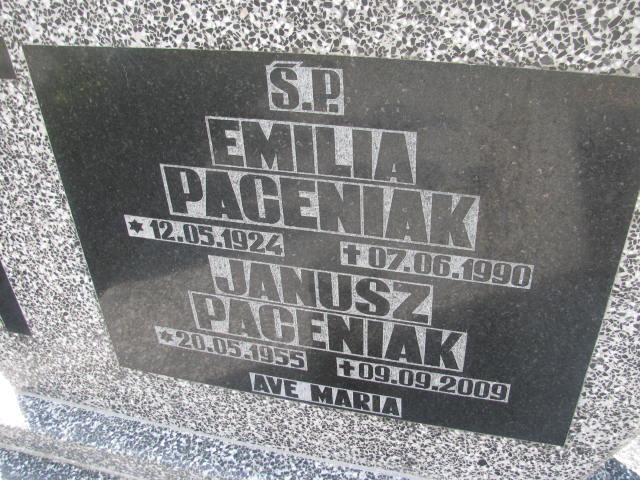 Ś.P.
EMILIA
PACENIAK
*12.05.1924 †07.06.1990
JANUSZ
PACENIAK
*20.05.1955 †09.09.2009
AVE MARIA